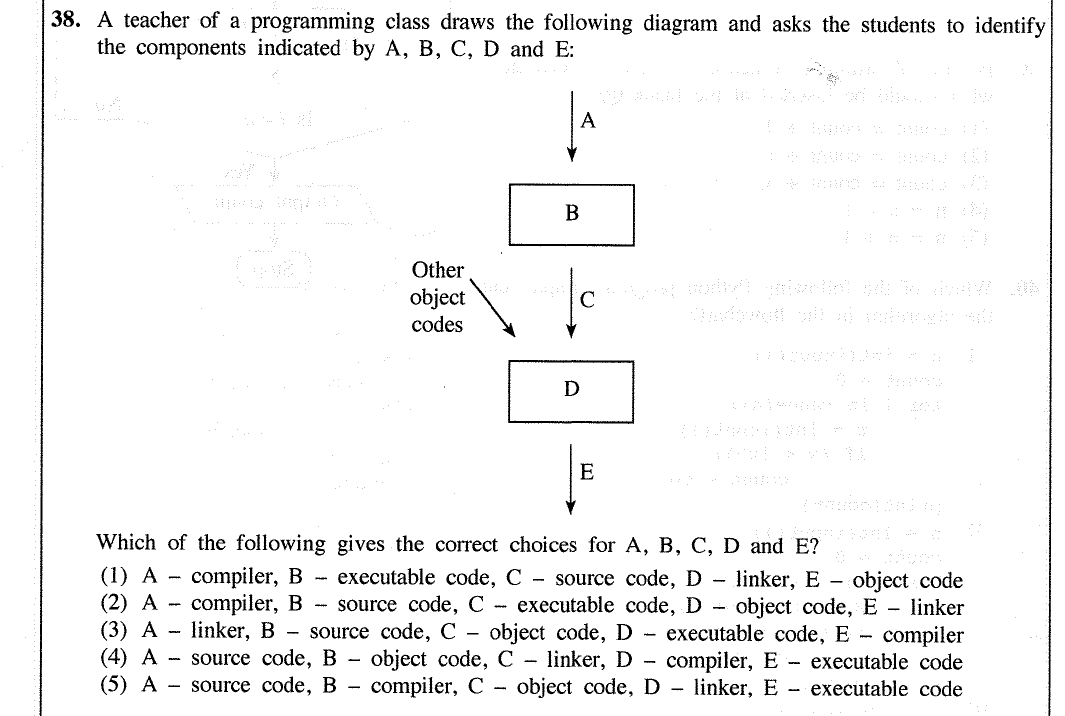 38. A teacher of a programming class draws the following diagram and asks the students to identify
the components indicated by A, B, C, D and E:
A
B
Other
object
codes
C
D
E
Which of the following gives the correct choices for A, B, C, D and E?
(1) A – compiler, B – executable code, C – source code, D – linker, E – object code
(2) A – compiler, B – source code, C – executable code, D – object code, E – linker
(3) A – linker, B – source code, C – object code, D – executable code, E – compiler
(4) A – source code, B – object code, C – linker, D – compiler, E – executable code
(5) A – source code, B – compiler, C – object code, D – linker, E – executable code